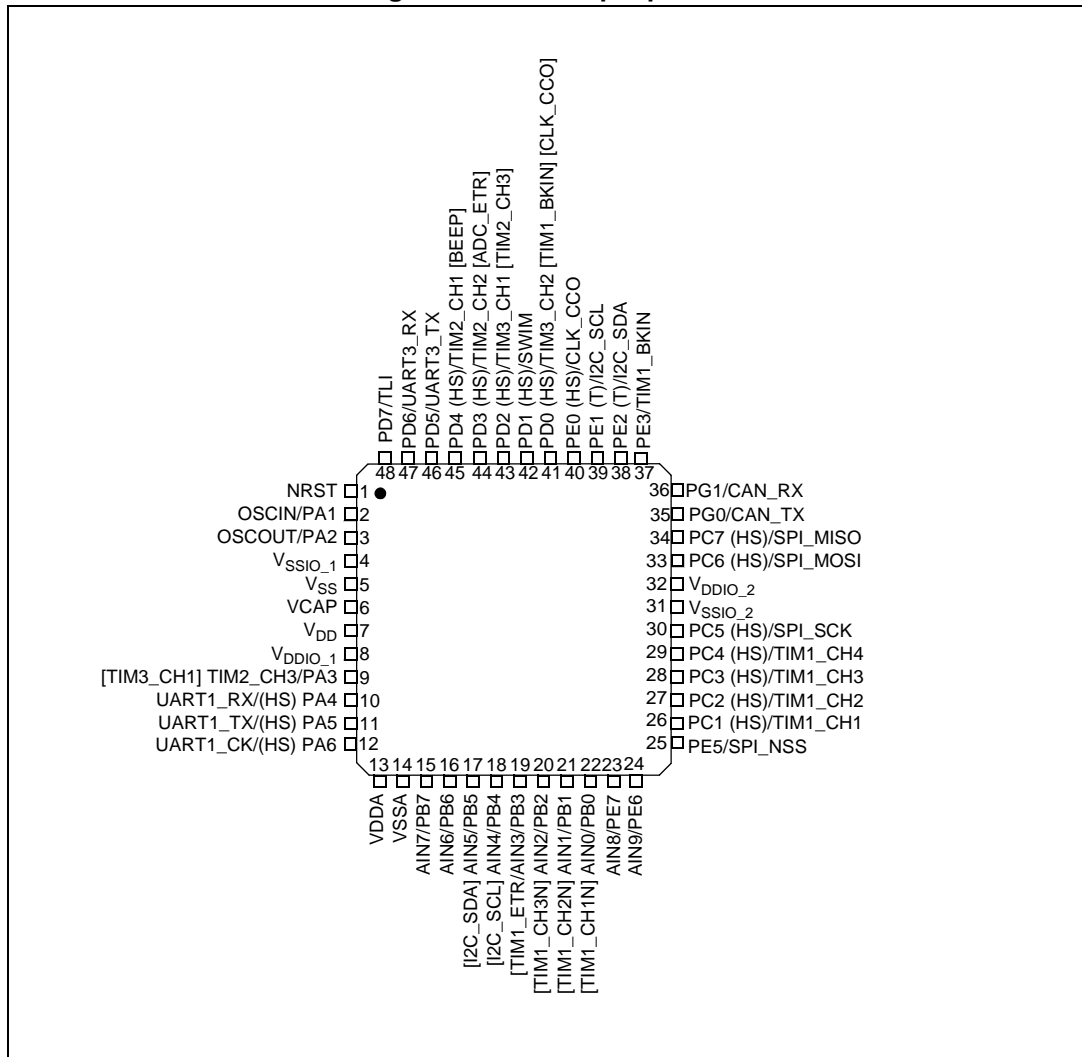 PD7/TLI
PD6/UART3_RX
PD5/UART3_TX
PD4 (HS)/TIM2_CH1 [BEEP]
PD3 (HS)/TIM2_CH2 [ADC_ETR]
PD2 (HS)/TIM3_CH1 [TIM2_CH3]
PD1 (HS)/SWIM
PD0 (HS)/TIM3_CH2 [TIM1_BKIN] [CLK_CCO]
PE0 (HS)/CLK_CCO
PE1 (T)/I2C_SCL
PE2 (T)/I2C_SDA
PE3/TIM1_BKIN
48 47 46 45 44 43 42 41 40 39 38 37
NRST 1
OSCIN/PA1 2
OSCOUT/PA2 3
VSSIO_1 4
VSS 5
VCAP 6
VDD 7
VDDIO_1 8
[TIM3_CH1] TIM2_CH3/PA3 9
UART1_RX/(HS) PA4 10
UART1_TX/(HS) PA5 11
UART1_CK/(HS) PA6 12
36 PG1/CAN_RX
35 PG0/CAN_TX
34 PC7 (HS)/SPI_MISO
33 PC6 (HS)/SPI_MOSI
32 VDDIO_2
31 VSSIO_2
30 PC5 (HS)/SPI_SCK
29 PC4 (HS)/TIM1_CH4
28 PC3 (HS)/TIM1_CH3
27 PC2 (HS)/TIM1_CH2
26 PC1 (HS)/TIM1_CH1
25 PE5/SPI_NSS
13 14 15 16 17 18 19 20 21 22 23 24
VDDA
VSSA
AIN7/PB7
AIN6/PB6
[I2C_SDA] AIN5/PB5
[I2C_SCL] AIN4/PB4
[TIM1_ETR/AIN3/PB3
[TIM1_CH3N] AIN2/PB2
[TIM1_CH2N] AIN1/PB1
[TIM1_CH1N] AIN0/PB0
AIN8/PE7
AIN9/PE6